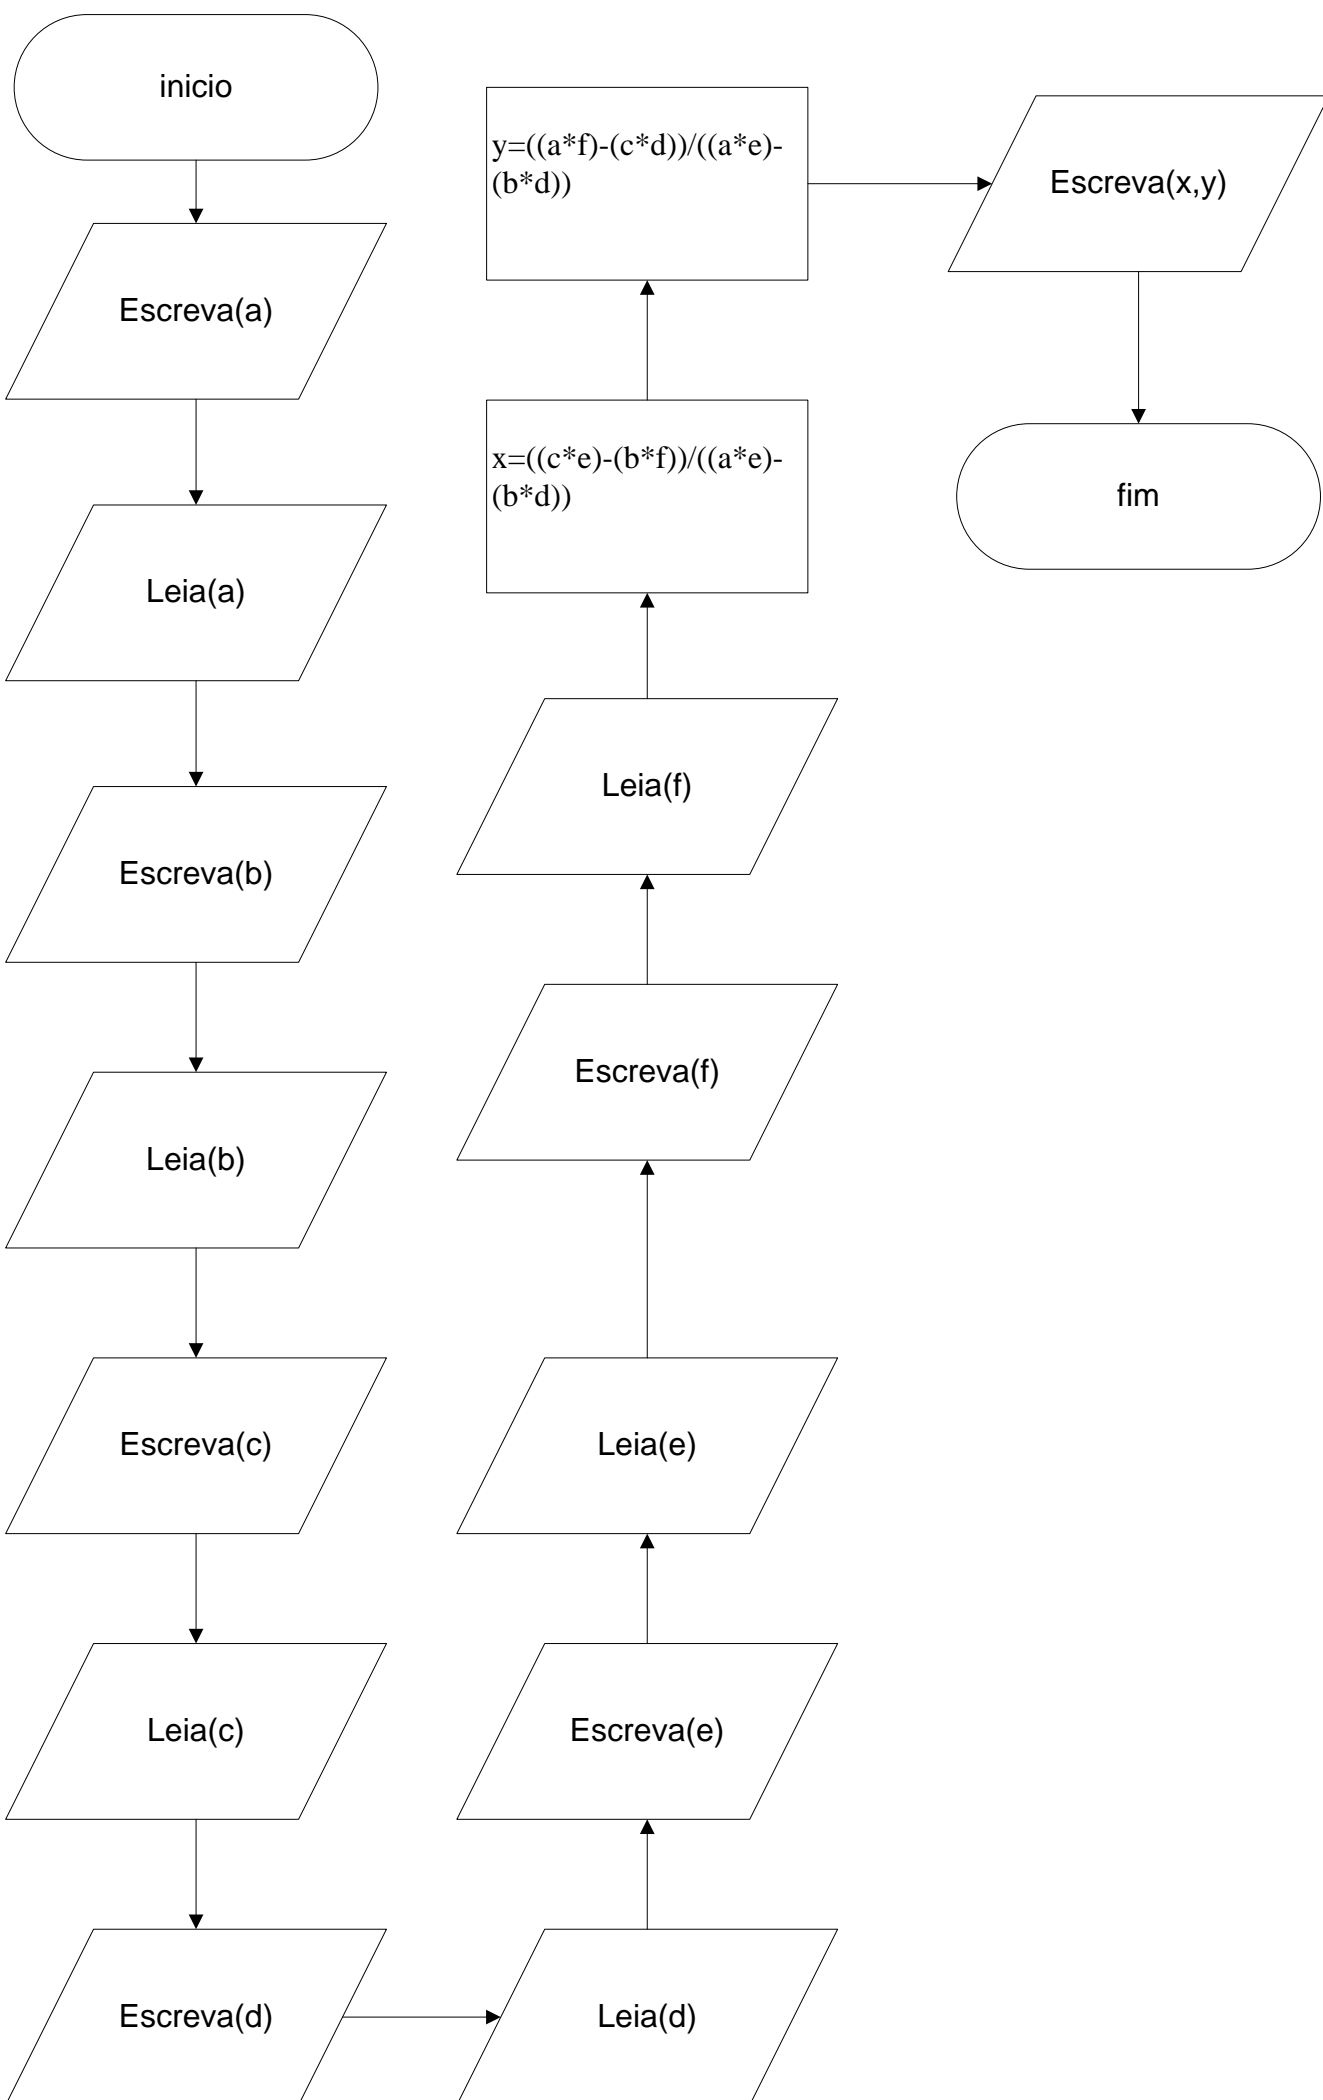 inicio
Escreva(a)
Leia(a)
Escreva(b)
Leia(b)
Escreva(c)
Leia(c)
Escreva(d)
Leia(d)
Escreva(e)
Leia(e)
Escreva(f)
Leia(f)
x=((c*e)-(b*f))/((a*e)-
(b*d))
y=((a*f)-(c*d))/((a*e)-
(b*d))
Escreva(x,y)
fim